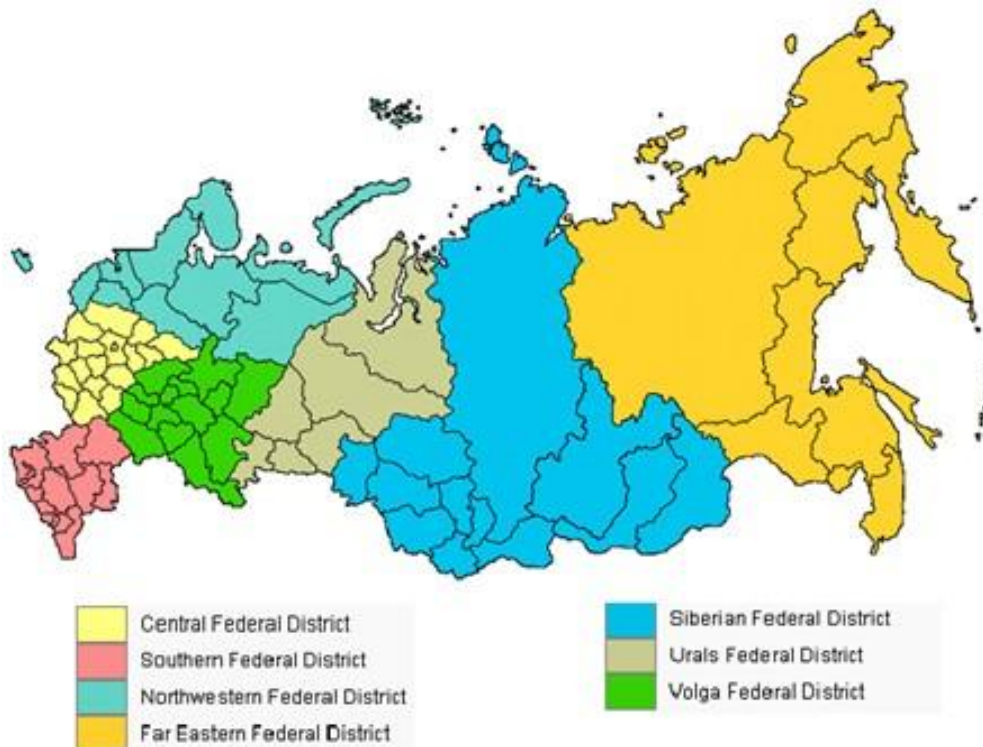 Central Federal District
Southern Federal District
Northwestern Federal District
Far Eastern Federal District
Siberian Federal District
Urals Federal District
Volga Federal District